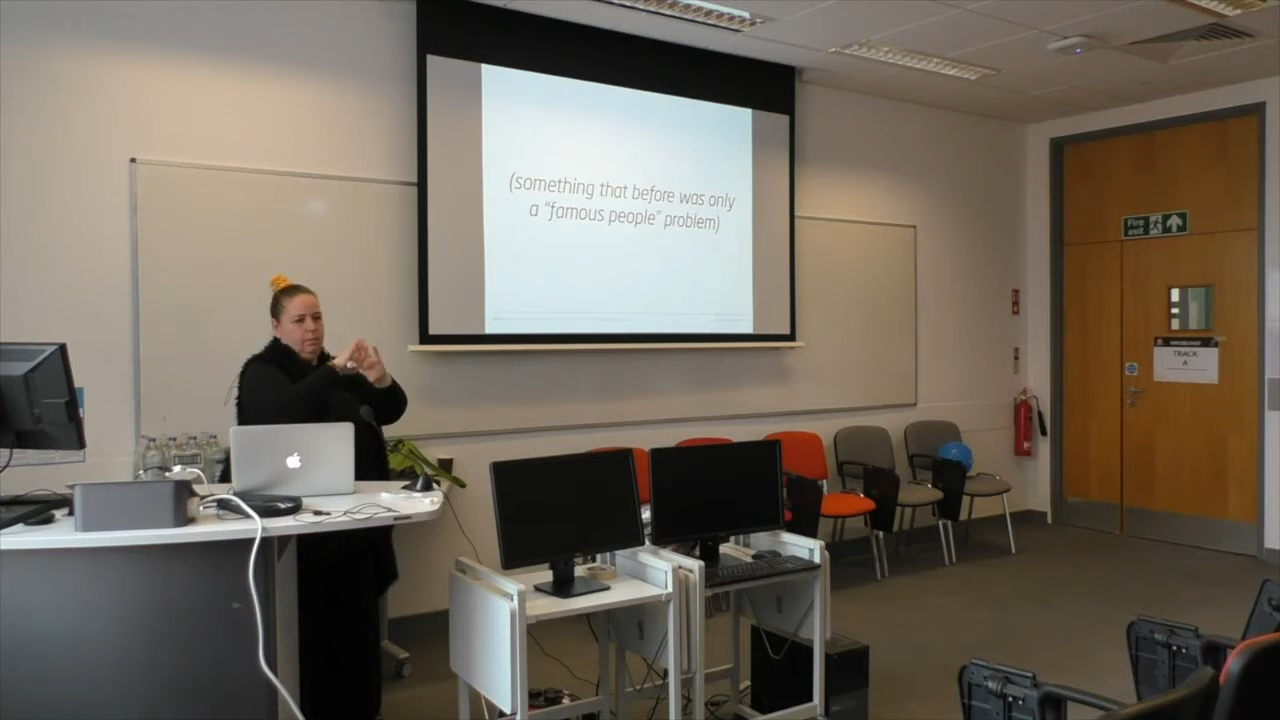 (something that before was only
a “famous people” problem)
Fire
exit
TRACK
A